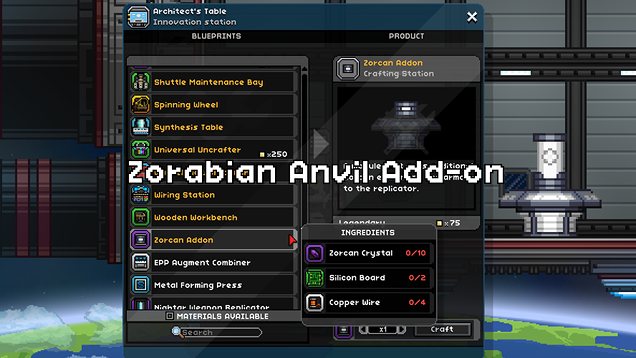 Architect's Table
Innovation station
BLUEPRINTS
PRODUCT
Shuttle Maintenance Bay
Spinning Wheel
Synthesis Table
Universal Uncrafter
x250
Zorabian Anvil Add-on
Wiring Station
Wooden Workbench
Zorcan Addon
EPP Augment Combiner
Metal Forming Press
Nightar Weapon Replicator
MATERIALS AVAILABLE
Search
Zorcan Addon
Crafting Station
to the replicator.
Legendary
x75
INGREDIENTS
Zorcan Crystal 0/10
Silicon Board 0/2
Copper Wire 0/4
x1
Craft